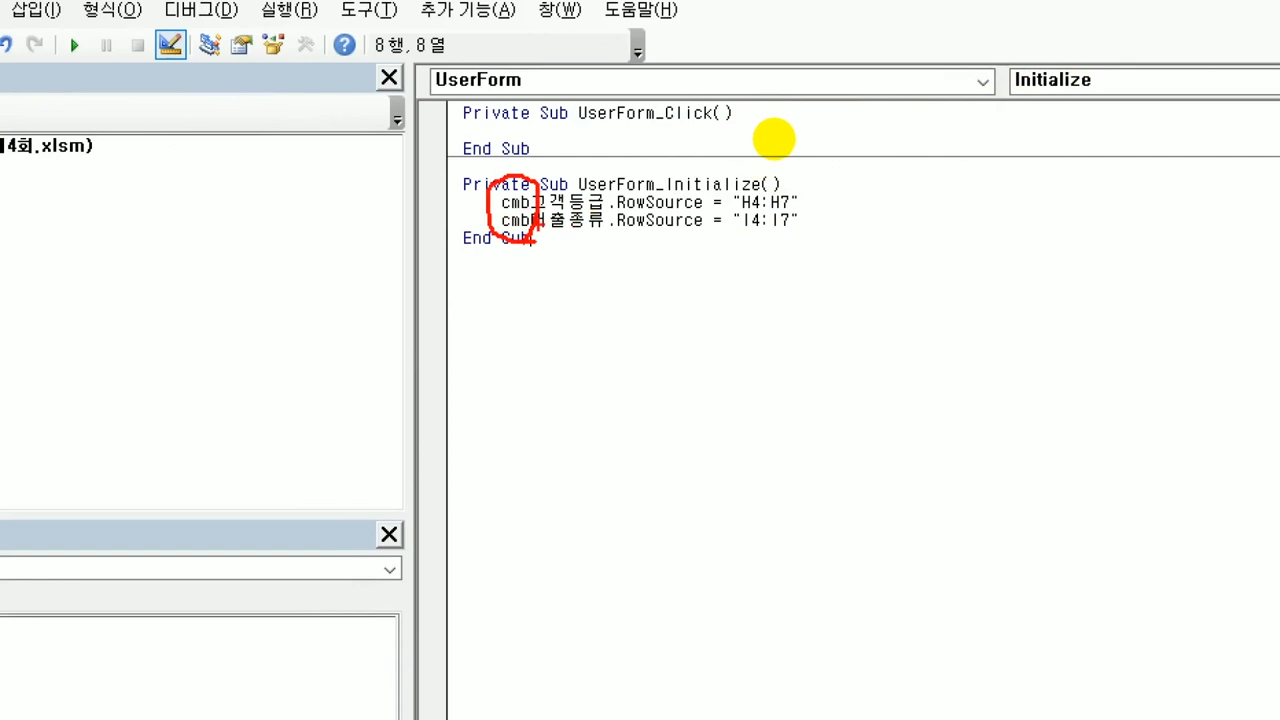 삽입(I) 형식(O) 디버그(D) 실행(R) 도구(T) 추가 기능(A) 창(W) 도움말(H)
8 행, 8 열
UserForm Initialize
4회.xlsm)
Private Sub UserForm_Click()
End Sub
Private Sub UserForm_Initialize()
cmb고객등급.RowSource = "H4:H7"
cmb대출종류.RowSource = "I4:I7"
End Sub